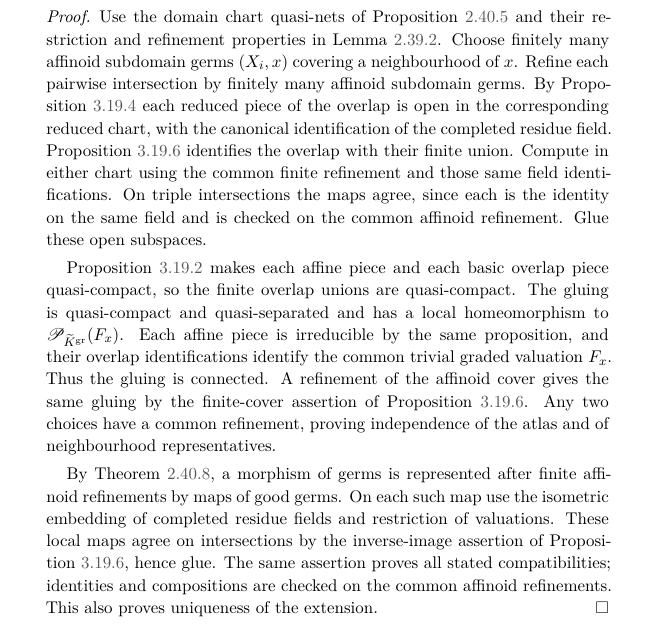 Proof. Use the domain chart quasi-nets of Proposition 2.40.5 and their re-
striction and refinement properties in Lemma 2.39.2. Choose finitely many
affinoid subdomain germs (X_i, x) covering a neighbourhood of x. Refine each
pairwise intersection by finitely many affinoid subdomain germs. By Propo-
sition 3.19.4 each reduced piece of the overlap is open in the corresponding
reduced chart, with the canonical identification of the completed residue field.
Proposition 3.19.6 identifies the overlap with their finite union. Compute in
either chart using the common finite refinement and those same field identi-
fications. On triple intersections the maps agree, since each is the identity
on the same field and is checked on the common affinoid refinement. Glue
these open subspaces.
Proposition 3.19.2 makes each affine piece and each basic overlap piece
quasi-compact, so the finite overlap unions are quasi-compact. The gluing
is quasi-compact and quasi-separated and has a local homeomorphism to
𝒫_{K̃^{gr}}(F_x). Each affine piece is irreducible by the same proposition, and
their overlap identifications identify the common trivial graded valuation F_x.
Thus the gluing is connected. A refinement of the affinoid cover gives the
same gluing by the finite-cover assertion of Proposition 3.19.6. Any two
choices have a common refinement, proving independence of the atlas and of
neighbourhood representatives.
By Theorem 2.40.8, a morphism of germs is represented after finite affi-
noid refinements by maps of good germs. On each such map use the isometric
embedding of completed residue fields and restriction of valuations. These
local maps agree on intersections by the inverse-image assertion of Proposi-
tion 3.19.6, hence glue. The same assertion proves all stated compatibilities;
identities and compositions are checked on the common affinoid refinements.
This also proves uniqueness of the extension. □